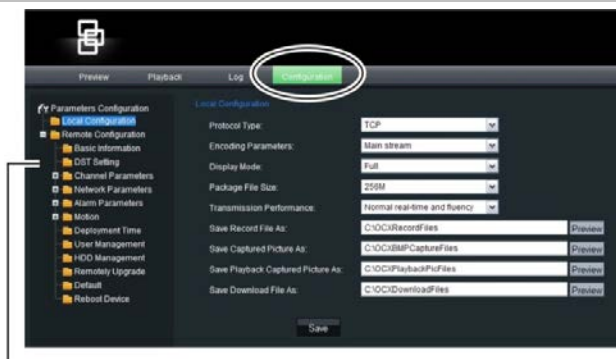 Preview Playback Log Configuration
Parameters Configuration
Local Configuration
Remote Configuration
Basic Information
DST Setting
Channel Parameters
Network Parameters
Alarm Parameters
Motion
Deployment Time
User Management
HDD Management
Remotely Upgrade
Default
Reboot Device
Local Configuration
Protocol Type: TCP
Encoding Parameters: Main stream
Display Mode: Full
Package File Size: 256M
Transmission Performance: Normal real-time and fluency
Save Record File As: C:\OCXRecordFiles Preview
Save Captured Picture As: C:\OCXBMPCaptureFiles Preview
Save Playback Captured Picture As: C:\OCXPlaybackPicFiles Preview
Save Download File As: C:\OCXDownloadFiles Preview
Save